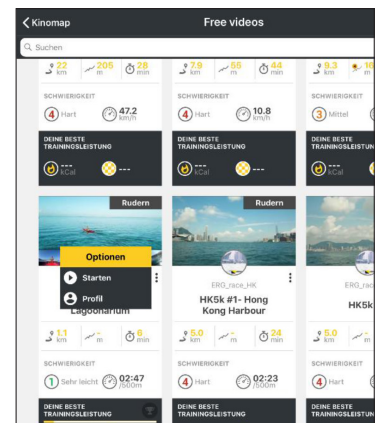 Kinomap
Free videos
Suchen
22 km
205 m
28 min
7.9 km
55 m
44 min
9.3 km
SCHWIERIGKEIT
4 Hart
47.2 km/h
SCHWIERIGKEIT
4 Hart
10.8 km/h
SCHWIERIGKEIT
3 Mittel
DEINE BESTE
TRAININGSLEISTUNG
--- kCal
---
DEINE BESTE
TRAININGSLEISTUNG
--- kCal
---
DEINE BESTE
TRAININGSLEISTUN
--- kCal
Rudern
Optionen
Starten
Profil
Lagoonarium
Rudern
ERG_race_HK
HK5k #1- Hong
Kong Harbour
ERG_rac
HK5k
1.1 km
- m
6 min
5.0 km
- m
24 min
5.0 km
- m
SCHWIERIGKEIT
1 Sehr leicht
02:47 /500m
SCHWIERIGKEIT
4 Hart
02:23 /500m
SCHWIERIGKEIT
4 Hart
DEINE BESTE
TRAININGSLEISTUNG
DEINE BESTE
TRAININGSLEISTUNG
DEINE BESTE
TRAININGSLEISTUN